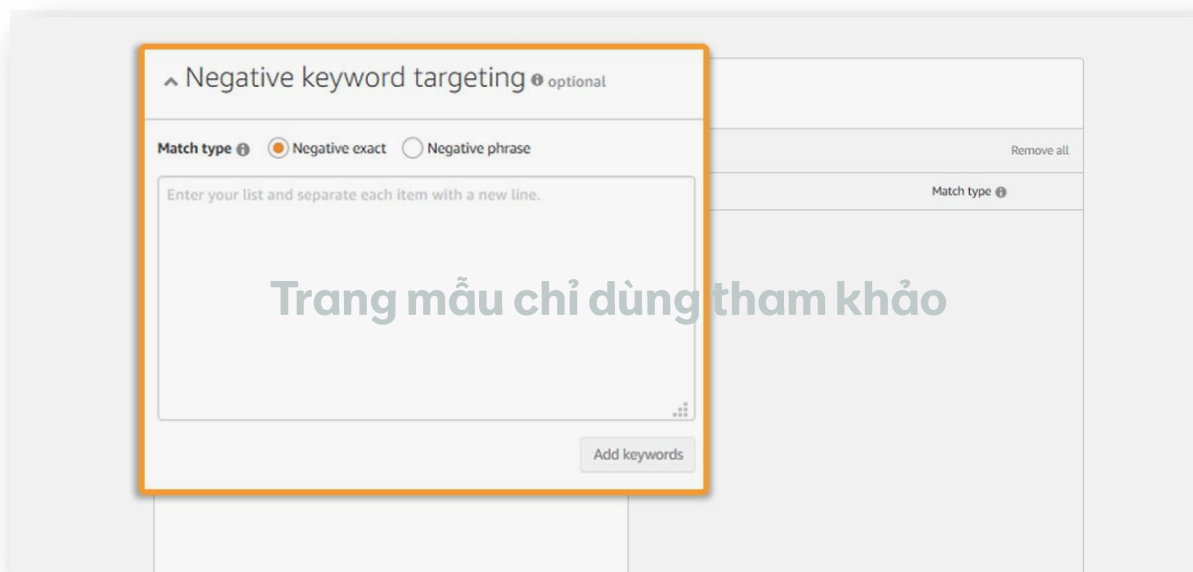 Negative keyword targeting optional
Match type Negative exact Negative phrase
Remove all
Enter your list and separate each item with a new line.
Match type
Trang mẫu chỉ dùng tham khảo
Add keywords